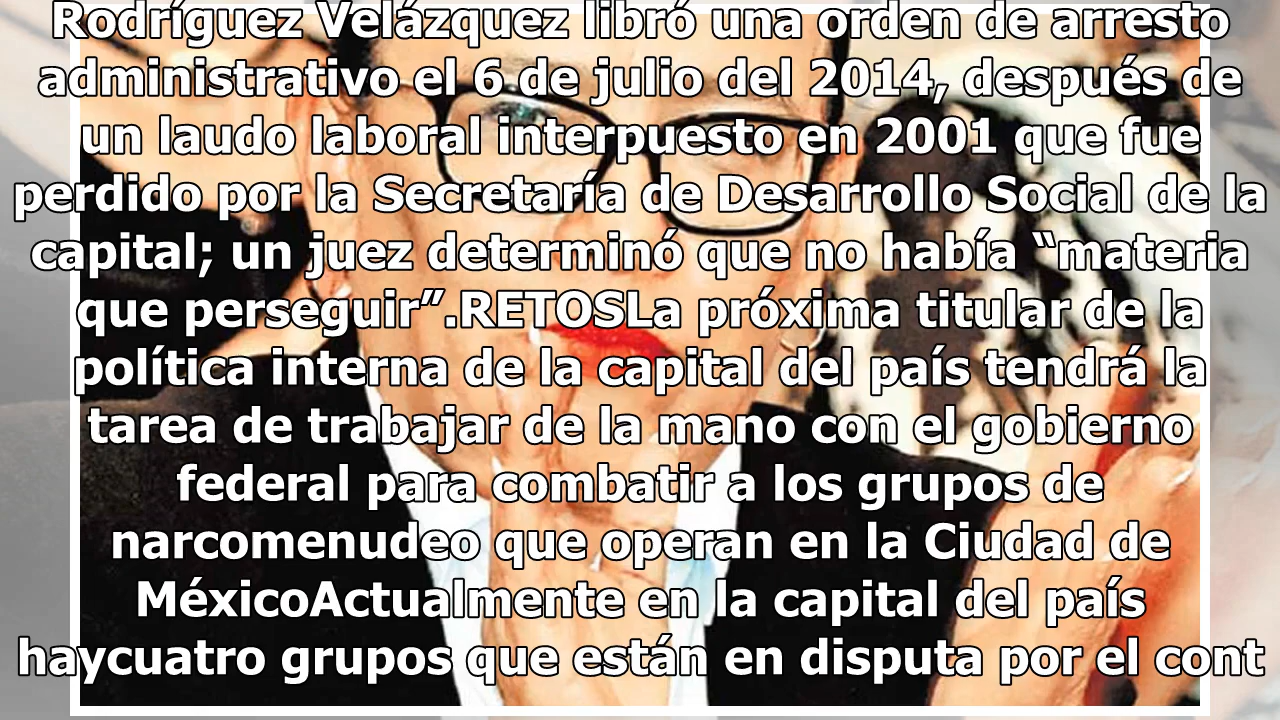 Rodríguez Velázquez libró una orden de arresto
administrativo el 6 de julio del 2014, después de
un laudo laboral interpuesto en 2001 que fue
perdido por la Secretaría de Desarrollo Social de la
capital; un juez determinó que no había “materia
que perseguir”.RETOSLa próxima titular de la
política interna de la capital del país tendrá la
tarea de trabajar de la mano con el gobierno
federal para combatir a los grupos de
narcomenudeo que operan en la Ciudad de
MéxicoActualmente en la capital del país
haycuatro grupos que están en disputa por el cont